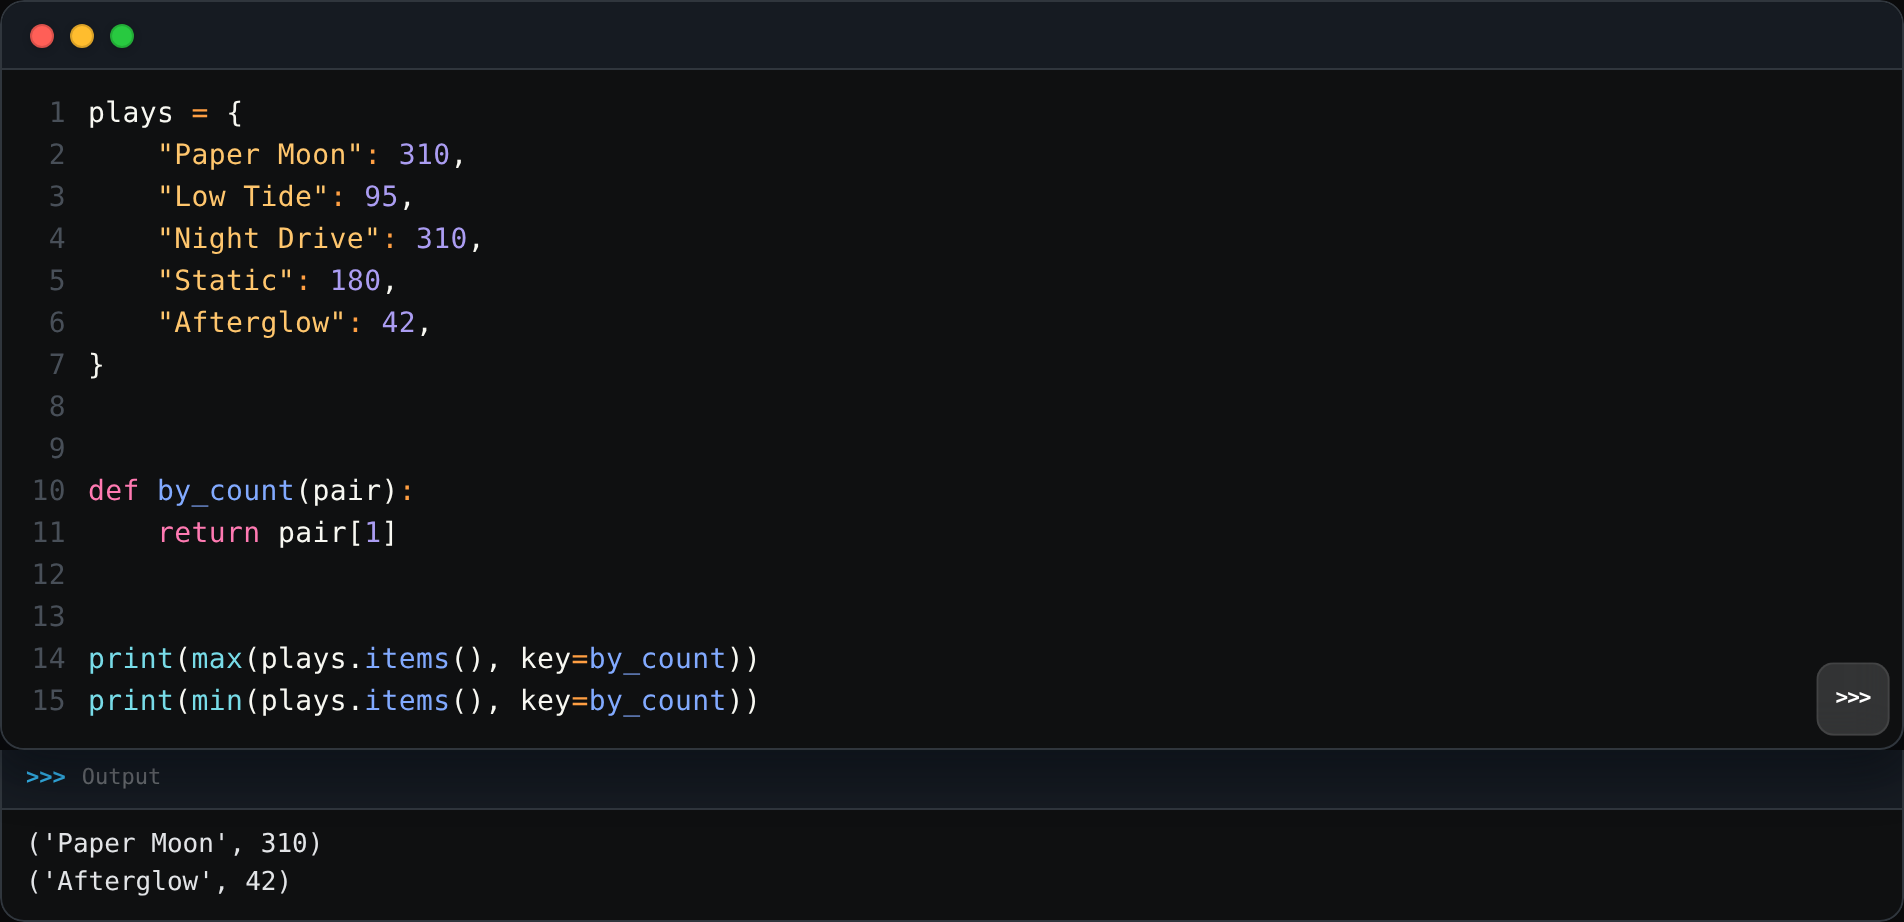 1 plays = {
2     "Paper Moon": 310,
3     "Low Tide": 95,
4     "Night Drive": 310,
5     "Static": 180,
6     "Afterglow": 42,
7 }
8
9
10 def by_count(pair):
11     return pair[1]
12
13
14 print(max(plays.items(), key=by_count))
15 print(min(plays.items(), key=by_count))
>>>
>>> Output
('Paper Moon', 310)
('Afterglow', 42)